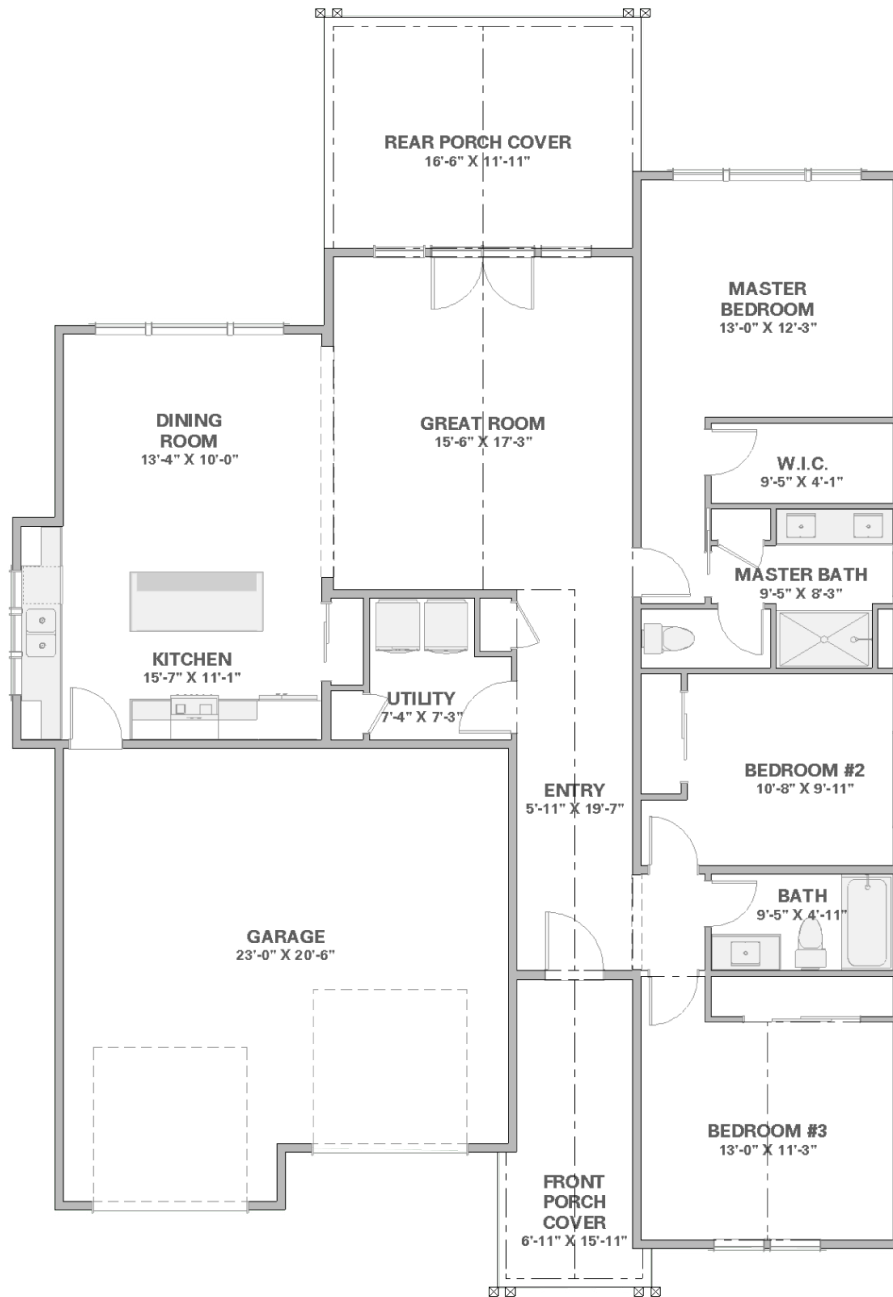 REAR PORCH COVER
16'-6" X 11'-11"
MASTER
BEDROOM
13'-0" X 12'-3"
DINING
ROOM
13'-4" X 10'-0"
GREAT ROOM
15'-6" X 17'-3"
W.I.C.
9'-5" X 4'-1"
MASTER BATH
9'-5" X 8'-3"
KITCHEN
15'-7" X 11'-1"
UTILITY
7'-4" X 7'-3"
ENTRY
5'-11" X 19'-7"
BEDROOM #2
10'-8" X 9'-11"
BATH
9'-5" X 4'-11"
GARAGE
23'-0" X 20'-6"
BEDROOM #3
13'-0" X 11'-3"
FRONT
PORCH
COVER
6'-11" X 15'-11"